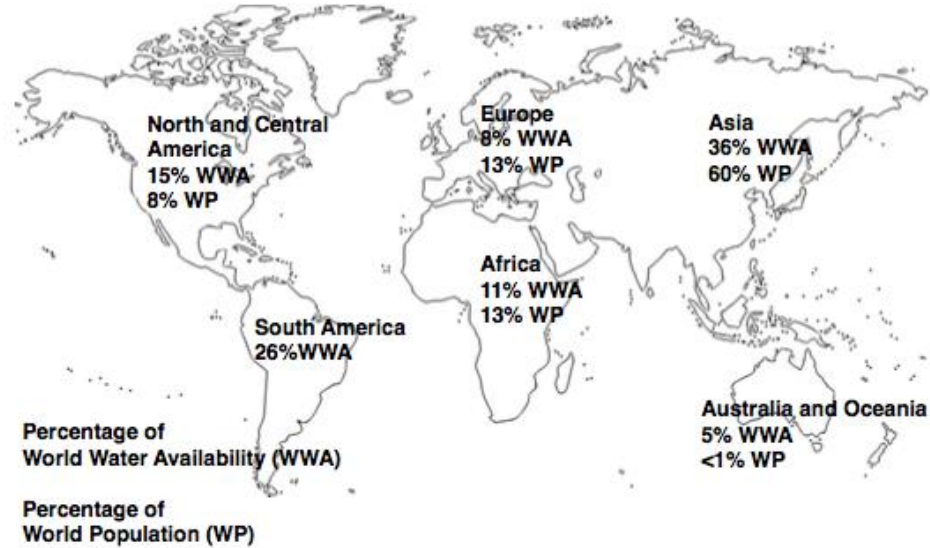 North and Central
America
15% WWA
8% WP
Europe
8% WWA
13% WP
Asia
36% WWA
60% WP
Africa
11% WWA
13% WP
South America
26%WWA
Australia and Oceania
5% WWA
<1% WP
Percentage of
World Water Availability (WWA)
Percentage of
World Population (WP)